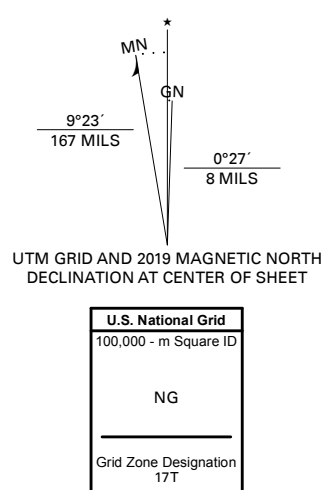 ★
MN
GN
9°23´
167 MILS
0°27´
8 MILS
UTM GRID AND 2019 MAGNETIC NORTH
DECLINATION AT CENTER OF SHEET
U.S. National Grid
100,000 - m Square ID
NG
Grid Zone Designation
17T